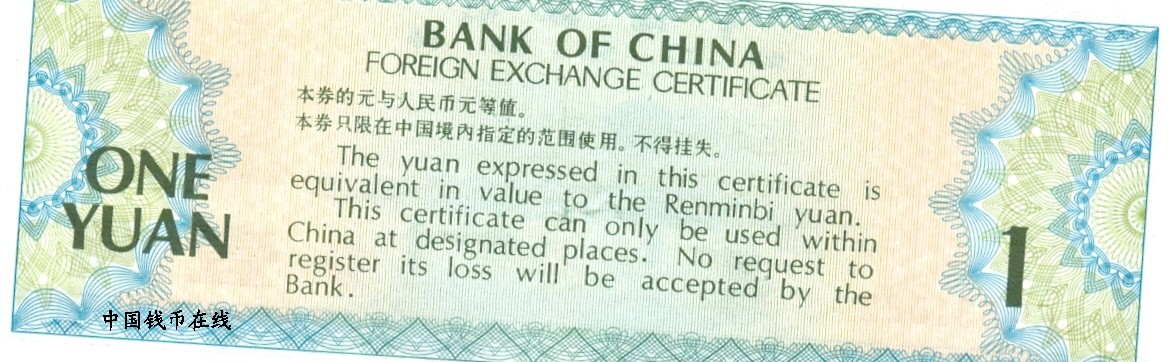 BANK OF CHINA
FOREIGN EXCHANGE CERTIFICATE
本券的元与人民币元等值。
本券只限在中国境内指定的范围使用。不得挂失。
The yuan expressed in this certificate is
equivalent in value to the Renminbi yuan.
This certificate can only be used within
China at designated places. No request to
register its loss will be accepted by the
Bank.
ONE
YUAN
1
中国钱币在线